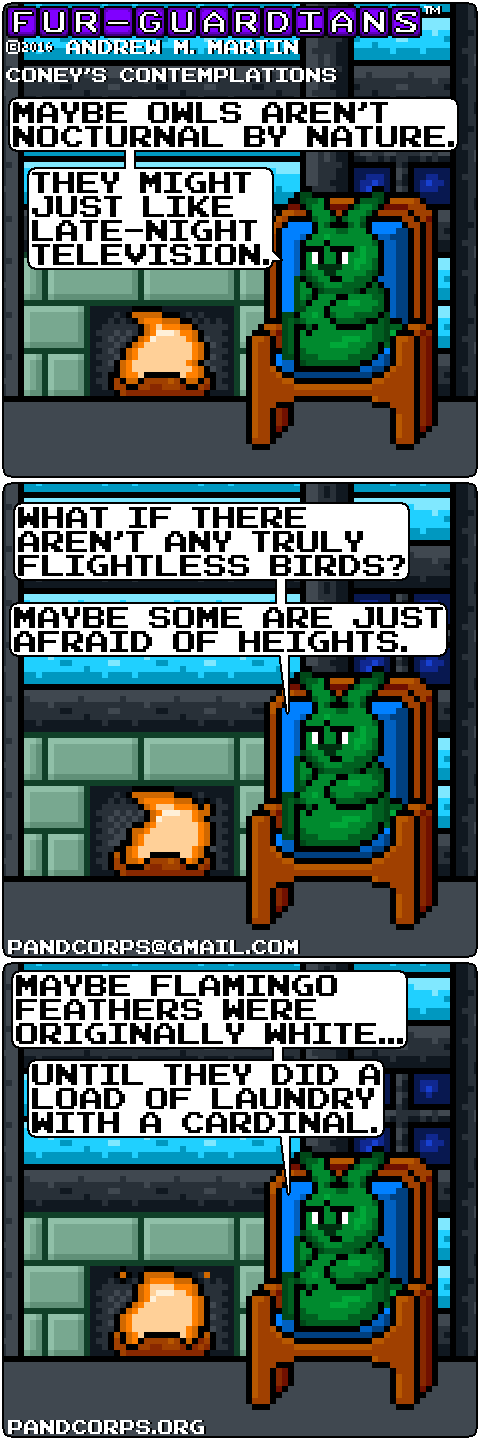 FUR-GUARDIANS™
©2016 ANDREW M. MARTIN
CONEY'S CONTEMPLATIONS
MAYBE OWLS AREN'T
NOCTURNAL BY NATURE.
THEY MIGHT
JUST LIKE
LATE-NIGHT
TELEVISION.
WHAT IF THERE
AREN'T ANY TRULY
FLIGHTLESS BIRDS?
MAYBE SOME ARE JUST
AFRAID OF HEIGHTS.
PANDCORPS@GMAIL.COM
MAYBE FLAMINGO
FEATHERS WERE
ORIGINALLY WHITE...
UNTIL THEY DID A
LOAD OF LAUNDRY
WITH A CARDINAL.
PANDCORPS.ORG